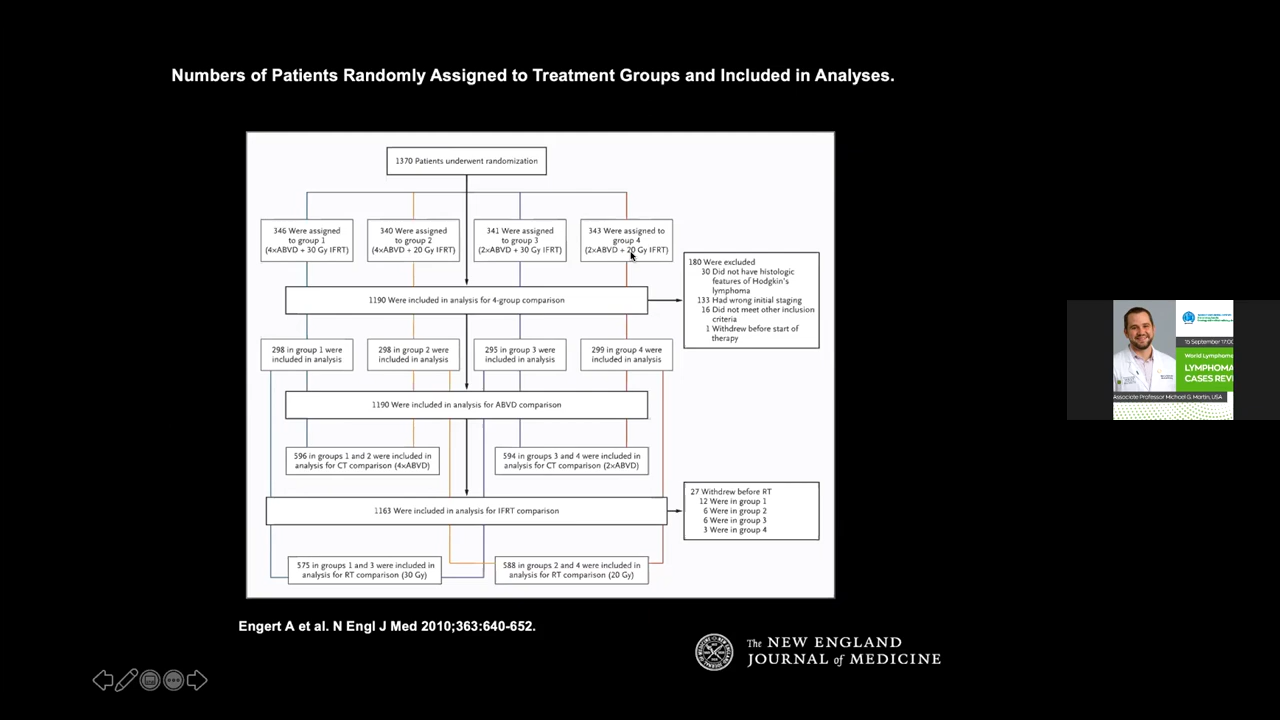 Numbers of Patients Randomly Assigned to Treatment Groups and Included in Analyses.
1370 Patients underwent randomization
346 Were assigned
to group 1
(4×ABVD + 30 Gy IFRT)
340 Were assigned
to group 2
(4×ABVD + 20 Gy IFRT)
341 Were assigned
to group 3
(2×ABVD + 30 Gy IFRT)
343 Were assigned to
group 4
(2×ABVD + 20 Gy IFRT)
180 Were excluded
30 Did not have histologic
features of Hodgkin's
lymphoma
133 Had wrong initial staging
16 Did not meet other inclusion
criteria
1 Withdrew before start of
therapy
1190 Were included in analysis for 4-group comparison
298 in group 1 were
included in analysis
298 in group 2 were
included in analysis
295 in group 3 were
included in analysis
299 in group 4 were
included in analysis
1190 Were included in analysis for ABVD comparison
596 in groups 1 and 2 were included in
analysis for CT comparison (4×ABVD)
594 in groups 3 and 4 were included in
analysis for CT comparison (2×ABVD)
1163 Were included in analysis for IFRT comparison
27 Withdrew before RT
12 Were in group 1
6 Were in group 2
6 Were in group 3
3 Were in group 4
575 in groups 1 and 3 were included in
analysis for RT comparison (30 Gy)
588 in groups 2 and 4 were included in
analysis for RT comparison (20 Gy)
Engert A et al. N Engl J Med 2010;363:640-652.
The NEW ENGLAND
JOURNAL of MEDICINE
15 September 17:00
World Lymphoma
LYMPHOMA
CASES REV
Associate Professor Michael G. Martin, USA